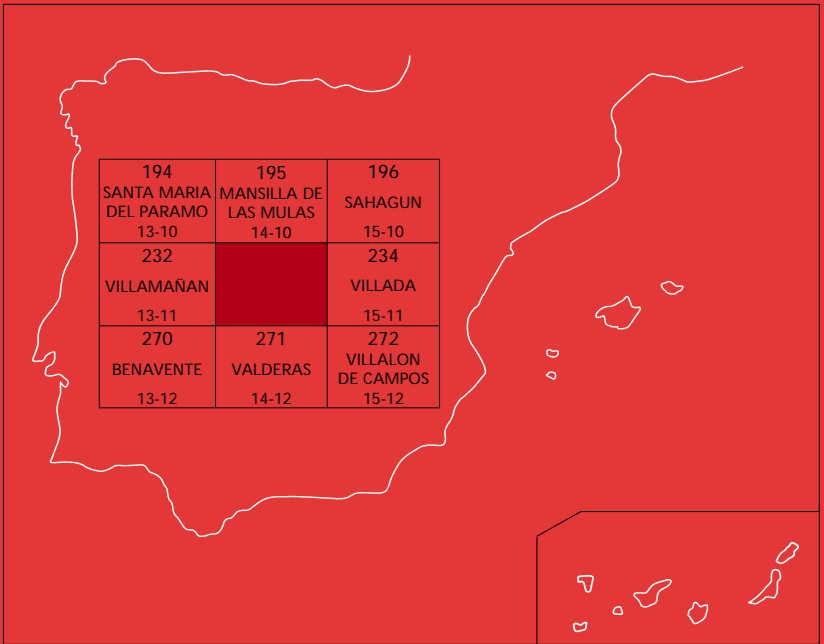 194
SANTA MARIA
DEL PARAMO
13-10
195
MANSILLA DE
LAS MULAS
14-10
196
SAHAGUN
15-10
232
VILLAMAÑAN
13-11
234
VILLADA
15-11
270
BENAVENTE
13-12
271
VALDERAS
14-12
272
VILLALON
DE CAMPOS
15-12